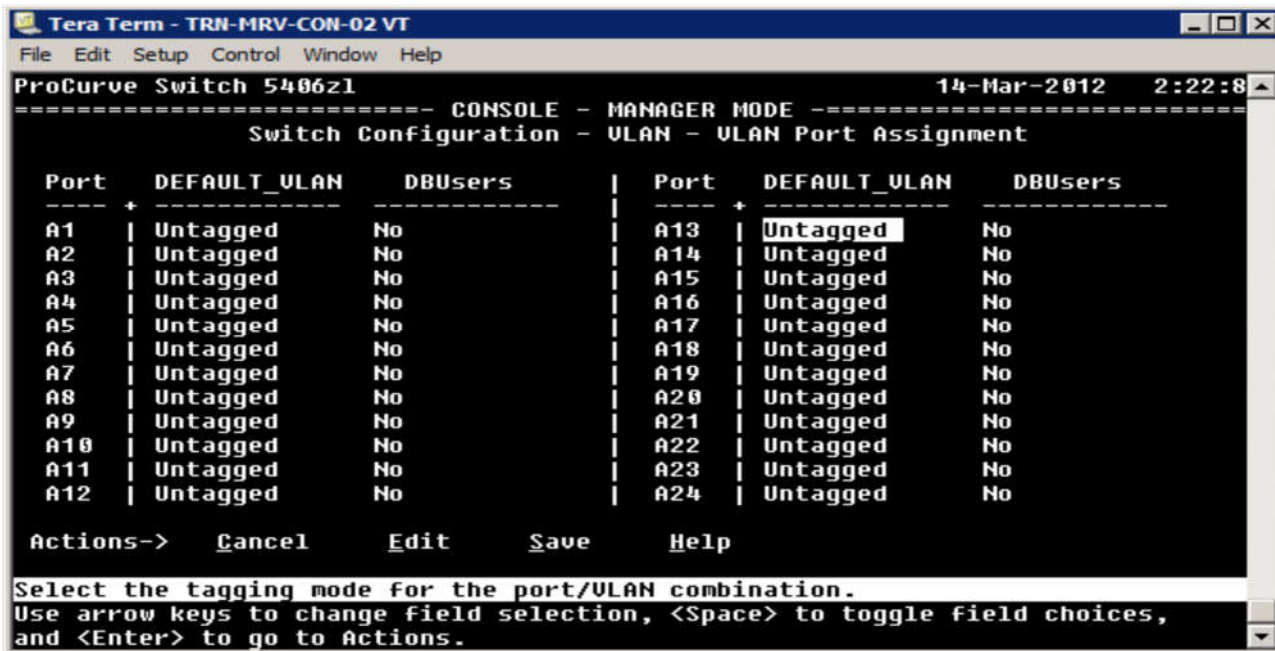 Tera Term - TRN-MRV-CON-02 VT
File Edit Setup Control Window Help
ProCurve Switch 5406zl 14-Mar-2012 2:22:8
===========================- CONSOLE - MANAGER MODE -============================
Switch Configuration - VLAN - VLAN Port Assignment
Port DEFAULT_VLAN DBUsers | Port DEFAULT_VLAN DBUsers
---- + ------------ ------------ | ---- + ------------ ------------
A1 | Untagged No | A13 | Untagged No
A2 | Untagged No | A14 | Untagged No
A3 | Untagged No | A15 | Untagged No
A4 | Untagged No | A16 | Untagged No
A5 | Untagged No | A17 | Untagged No
A6 | Untagged No | A18 | Untagged No
A7 | Untagged No | A19 | Untagged No
A8 | Untagged No | A20 | Untagged No
A9 | Untagged No | A21 | Untagged No
A10 | Untagged No | A22 | Untagged No
A11 | Untagged No | A23 | Untagged No
A12 | Untagged No | A24 | Untagged No
Actions-> Cancel Edit Save Help
Select the tagging mode for the port/VLAN combination.
Use arrow keys to change field selection, <Space> to toggle field choices,
and <Enter> to go to Actions.